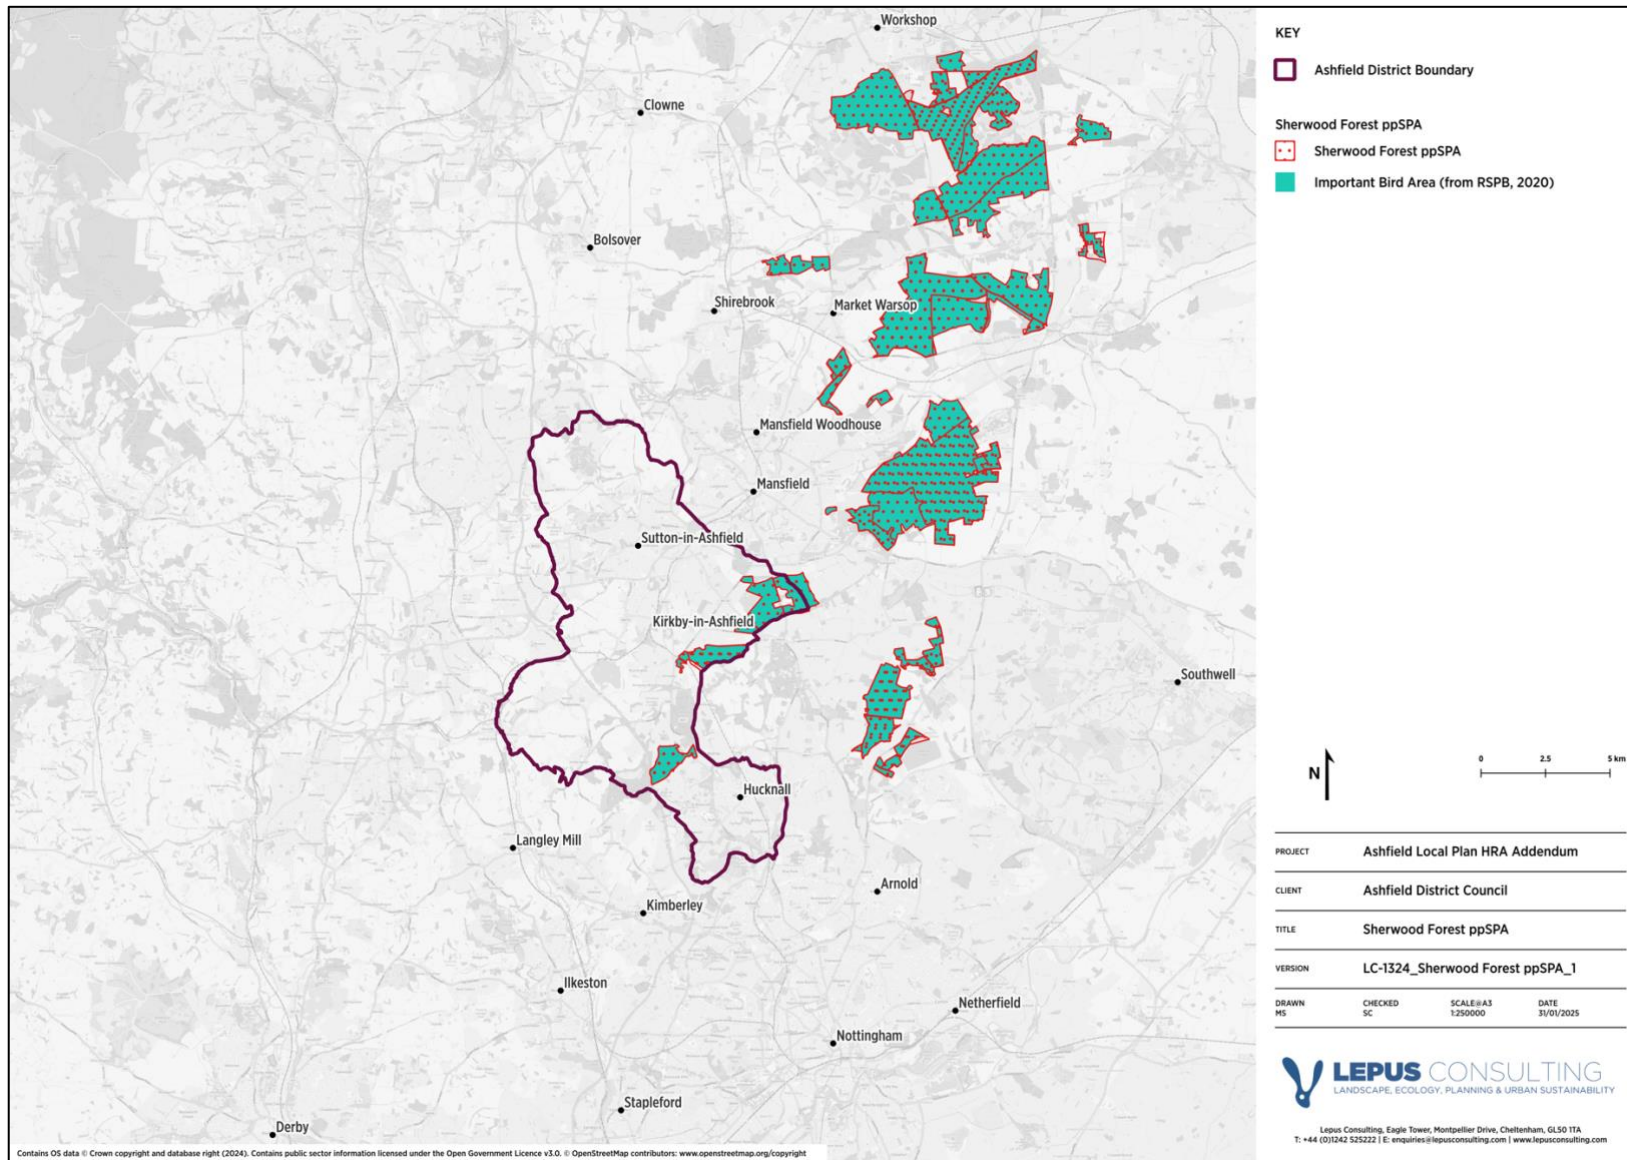 Workshop
Clowne
Bolsover
Shirebrook
Market Warsop
Mansfield Woodhouse
Mansfield
Sutton-in-Ashfield
Kirkby-in-Ashfield
Southwell
Hucknall
Langley Mill
Arnold
Kimberley
Ilkeston
Netherfield
Nottingham
Stapleford
Derby
Contains OS data © Crown copyright and database right (2024). Contains public sector information licensed under the Open Government Licence v3.0. © OpenStreetMap contributors: www.openstreetmap.org/copyright
KEY
Ashfield District Boundary
Sherwood Forest ppSPA
Sherwood Forest ppSPA
Important Bird Area (from RSPB, 2020)
N
0 2.5 5 km
PROJECT Ashfield Local Plan HRA Addendum
CLIENT Ashfield District Council
TITLE Sherwood Forest ppSPA
VERSION LC-1324_Sherwood Forest ppSPA_1
DRAWN CHECKED SCALE@A3 DATE
MS SC 1:250000 31/01/2025
LEPUS CONSULTING
LANDSCAPE, ECOLOGY, PLANNING & URBAN SUSTAINABILITY
Lepus Consulting, Eagle Tower, Montpellier Drive, Cheltenham, GL50 1TA
T: +44 (0)1242 525222 | E: enquiries@lepusconsulting.com | www.lepusconsulting.com